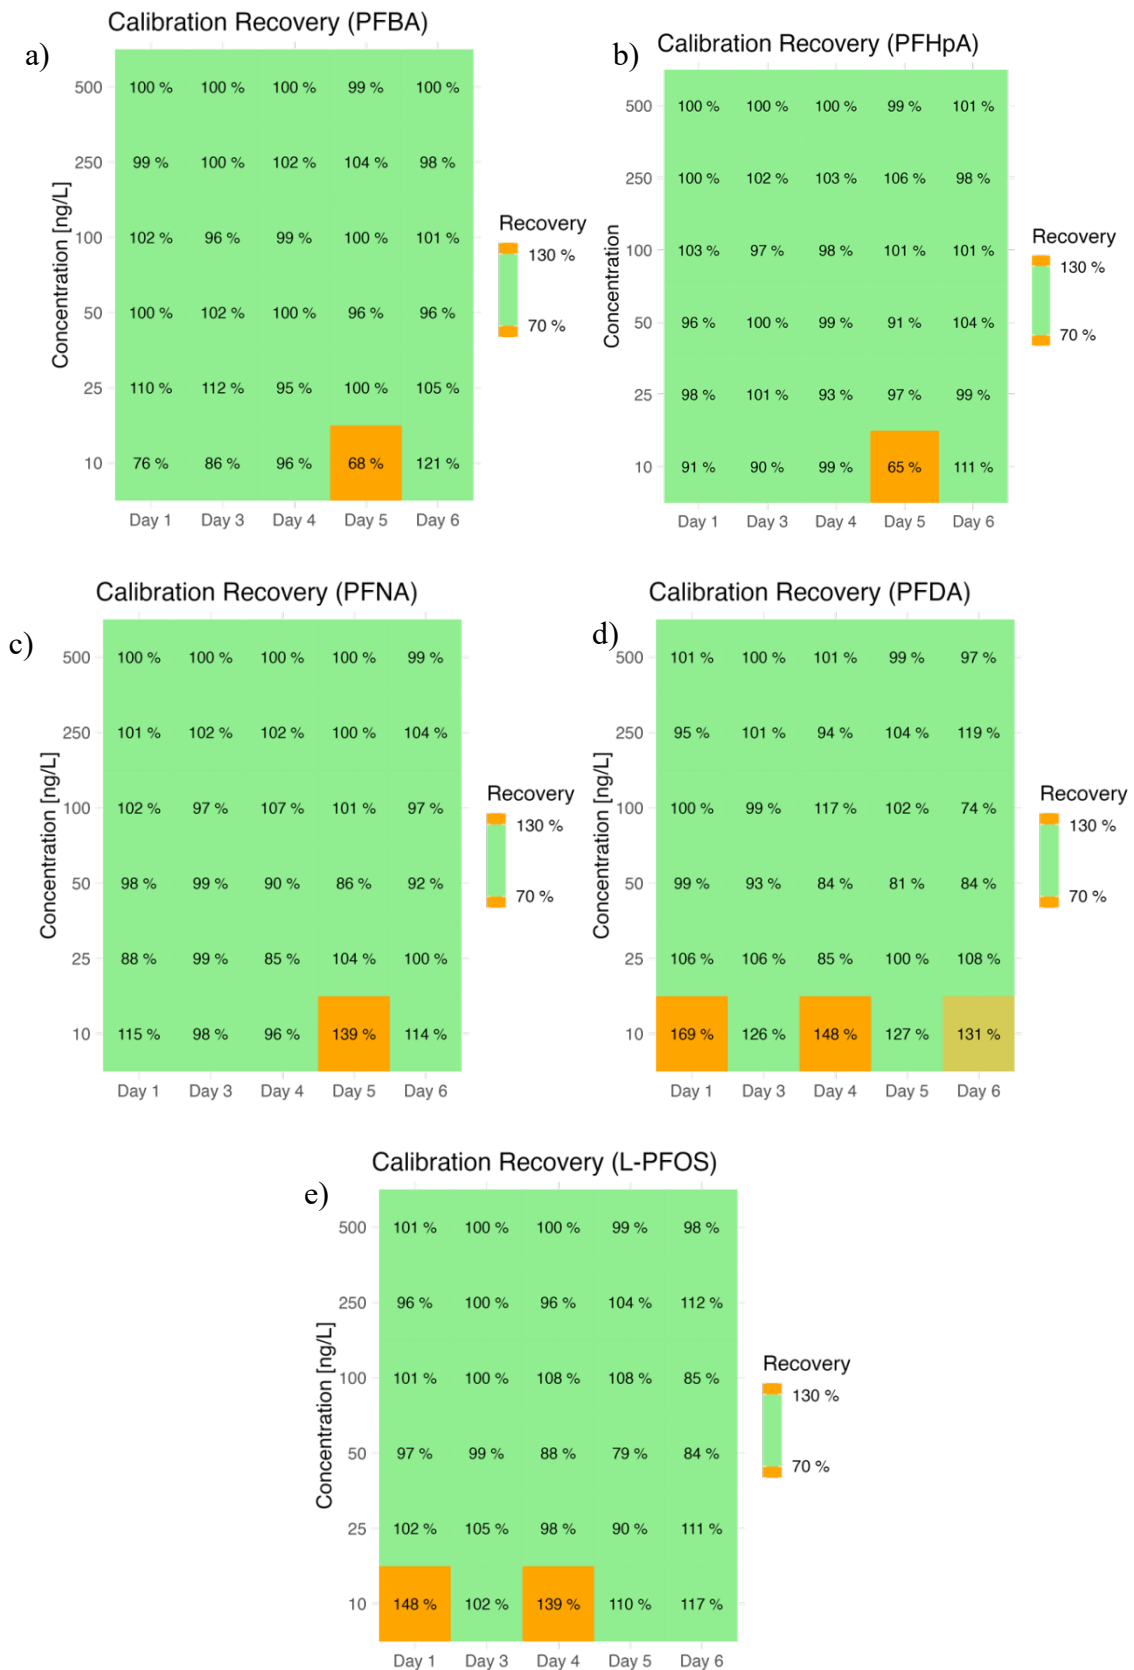 a)
Calibration Recovery (PFBA)
Concentration [ng/L]
500 100 % 100 % 100 % 99 % 100 %
250 99 % 100 % 102 % 104 % 98 %
100 102 % 96 % 99 % 100 % 101 %
50 100 % 102 % 100 % 96 % 96 %
25 110 % 112 % 95 % 100 % 105 %
10 76 % 86 % 96 % 68 % 121 %
Day 1 Day 3 Day 4 Day 5 Day 6
Recovery
130 %
70 %
b)
Calibration Recovery (PFHpA)
Concentration
500 100 % 100 % 100 % 99 % 101 %
250 100 % 102 % 103 % 106 % 98 %
100 103 % 97 % 98 % 101 % 101 %
50 96 % 100 % 99 % 91 % 104 %
25 98 % 101 % 93 % 97 % 99 %
10 91 % 90 % 99 % 65 % 111 %
Day 1 Day 3 Day 4 Day 5 Day 6
Recovery
130 %
70 %
c)
Calibration Recovery (PFNA)
Concentration [ng/L]
500 100 % 100 % 100 % 100 % 99 %
250 101 % 102 % 102 % 100 % 104 %
100 102 % 97 % 107 % 101 % 97 %
50 98 % 99 % 90 % 86 % 92 %
25 88 % 99 % 85 % 104 % 100 %
10 115 % 98 % 96 % 139 % 114 %
Day 1 Day 3 Day 4 Day 5 Day 6
Recovery
130 %
70 %
d)
Calibration Recovery (PFDA)
Concentration [ng/L]
500 101 % 100 % 101 % 99 % 97 %
250 95 % 101 % 94 % 104 % 119 %
100 100 % 99 % 117 % 102 % 74 %
50 99 % 93 % 84 % 81 % 84 %
25 106 % 106 % 85 % 100 % 108 %
10 169 % 126 % 148 % 127 % 131 %
Day 1 Day 3 Day 4 Day 5 Day 6
Recovery
130 %
70 %
e)
Calibration Recovery (L-PFOS)
Concentration [ng/L]
500 101 % 100 % 100 % 99 % 98 %
250 96 % 100 % 96 % 104 % 112 %
100 101 % 100 % 108 % 108 % 85 %
50 97 % 99 % 88 % 79 % 84 %
25 102 % 105 % 98 % 90 % 111 %
10 148 % 102 % 139 % 110 % 117 %
Day 1 Day 3 Day 4 Day 5 Day 6
Recovery
130 %
70 %